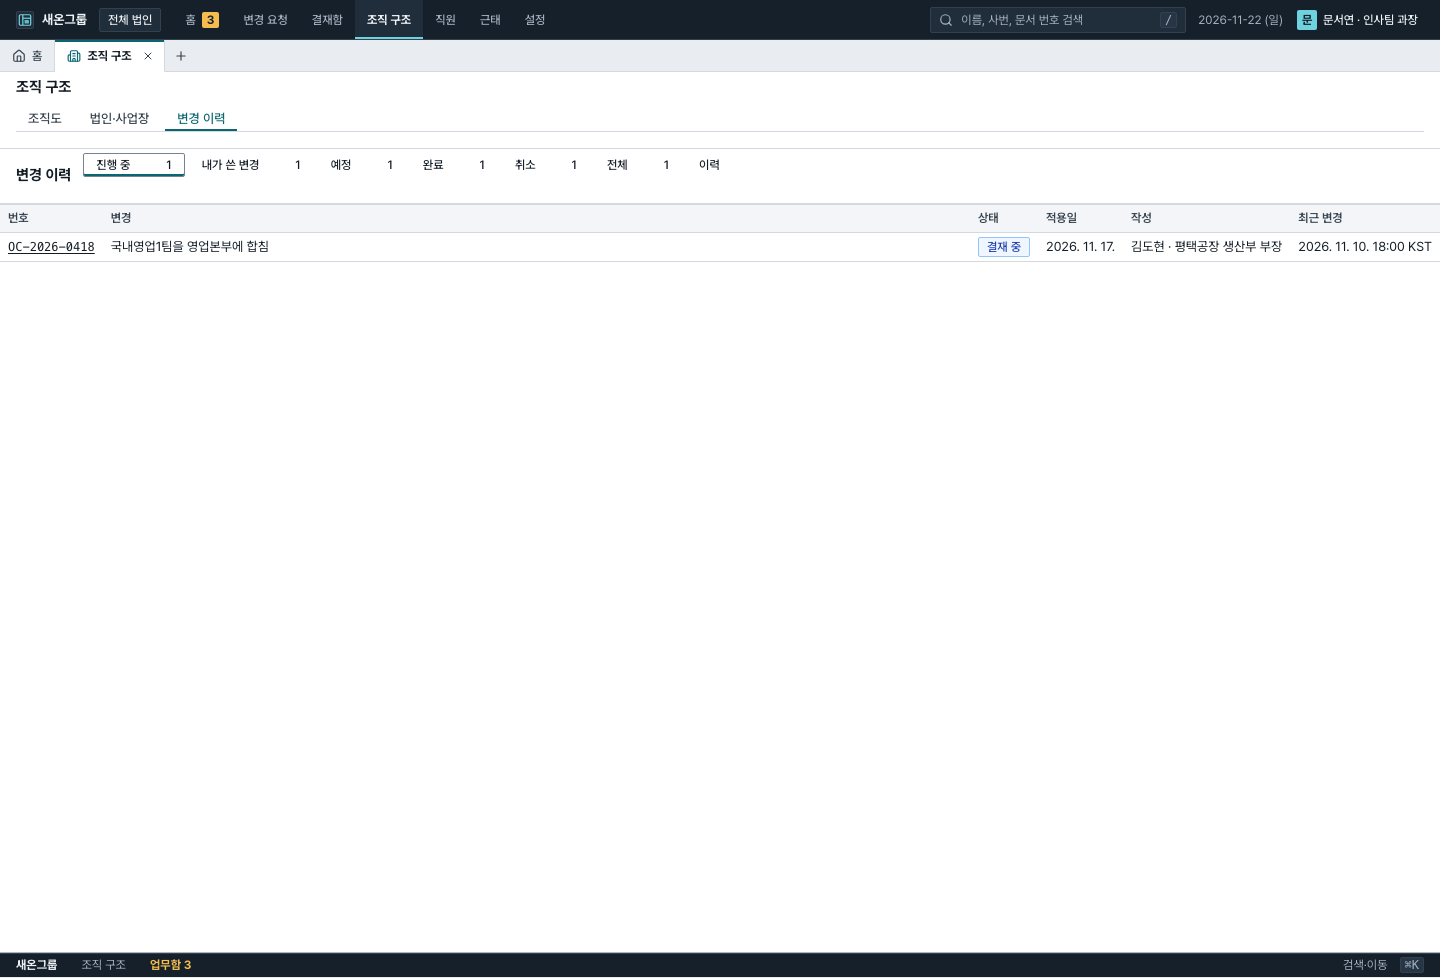 새온그룹 전체 법인 홈 3 변경 요청 결재함 조직 구조 직원 근태 설정 이름, 사번, 문서 번호 검색 / 2026-11-22 (일) 문 문서연 · 인사팀 과장
홈 조직 구조
조직 구조
조직도 법인·사업장 변경 이력
변경 이력 진행 중 1 내가 쓴 변경 1 예정 1 완료 1 취소 1 전체 1 이력
번호 변경 상태 적용일 작성 최근 변경
OC-2026-0418 국내영업1팀을 영업본부에 합침 결재 중 2026. 11. 17. 김도현 · 평택공장 생산부 부장 2026. 11. 10. 18:00 KST
새온그룹 조직 구조 업무함 3 검색·이동 ⌘K